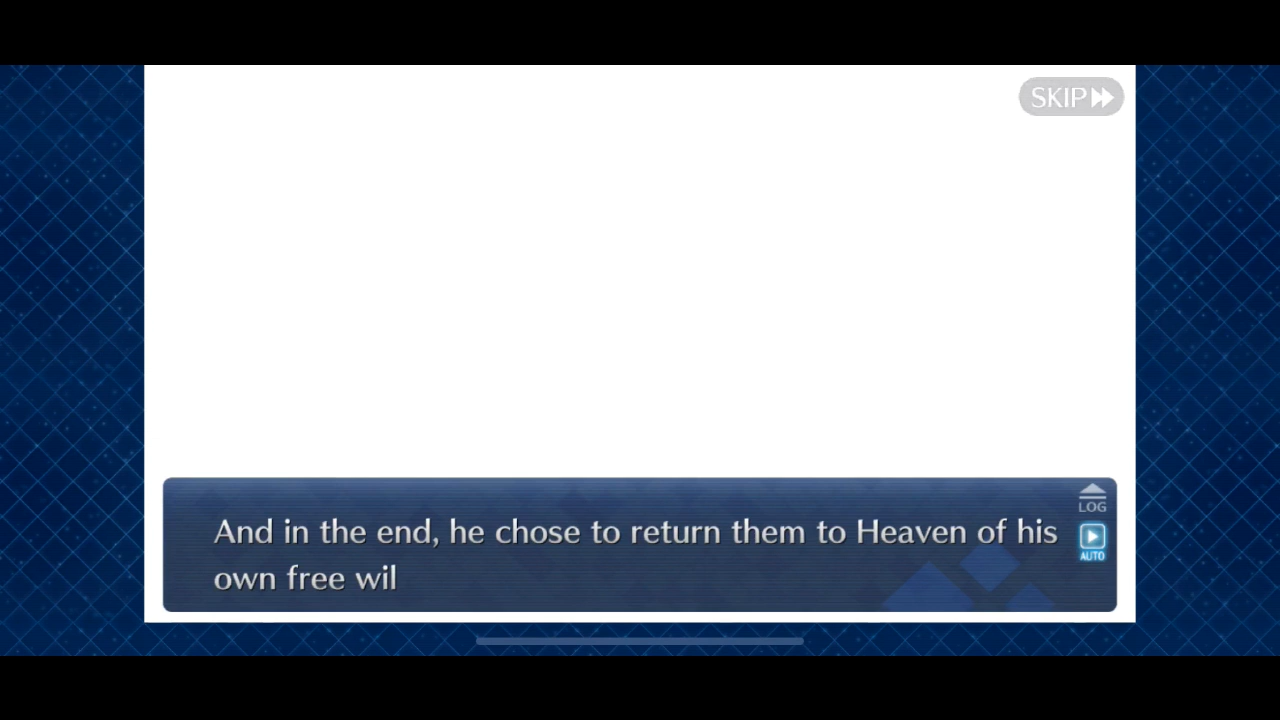 SKIP
LOG
And in the end, he chose to return them to Heaven of his
own free wil
AUTO